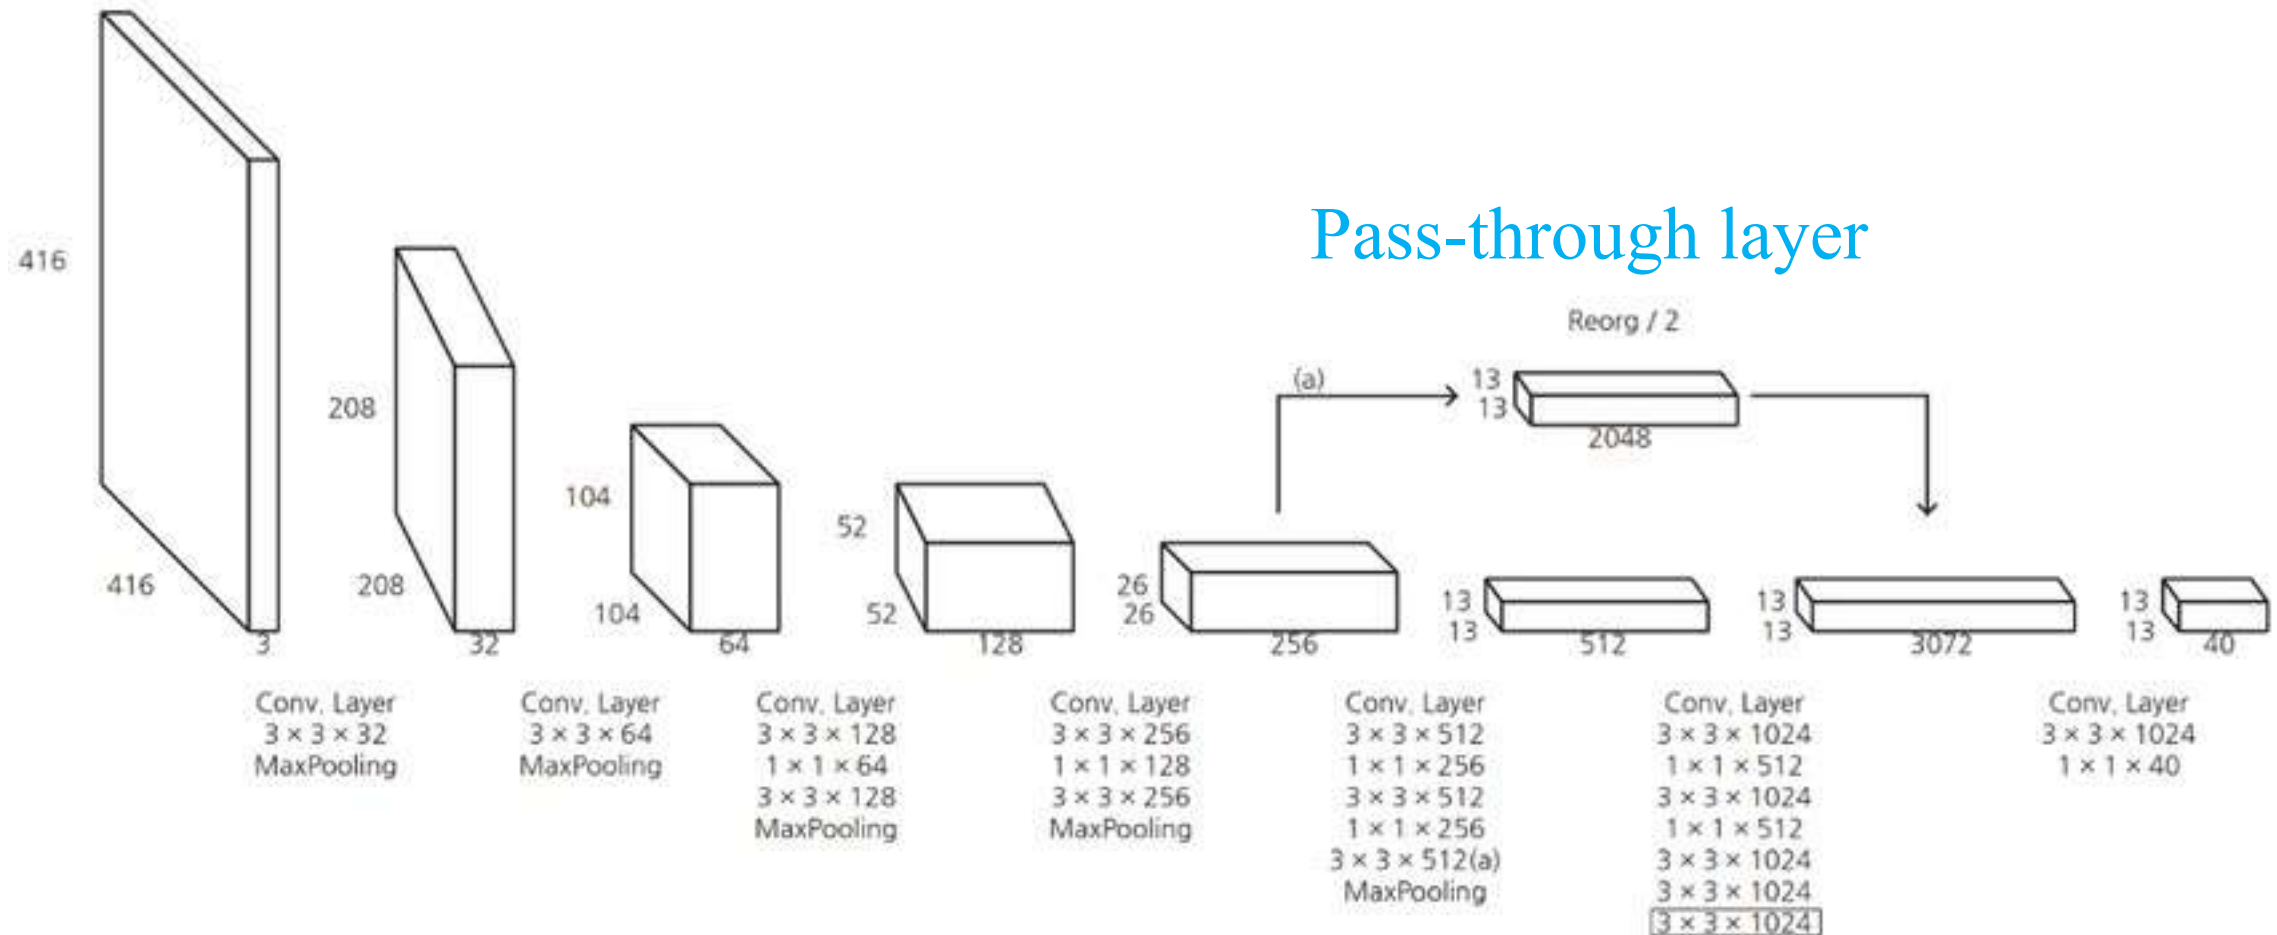 Pass-through layer
Reorg / 2
416
416
3
208
208
32
104
104
64
52
52
128
26
26
256
(a)
13
13
2048
13
13
512
13
13
3072
13
13
40
Conv. Layer
3 × 3 × 32
MaxPooling
Conv. Layer
3 × 3 × 64
MaxPooling
Conv. Layer
3 × 3 × 128
1 × 1 × 64
3 × 3 × 128
MaxPooling
Conv. Layer
3 × 3 × 256
1 × 1 × 128
3 × 3 × 256
MaxPooling
Conv. Layer
3 × 3 × 512
1 × 1 × 256
3 × 3 × 512
1 × 1 × 256
3 × 3 × 512(a)
MaxPooling
Conv. Layer
3 × 3 × 1024
1 × 1 × 512
3 × 3 × 1024
1 × 1 × 512
3 × 3 × 1024
3 × 3 × 1024
3 × 3 × 1024
Conv. Layer
3 × 3 × 1024
1 × 1 × 40